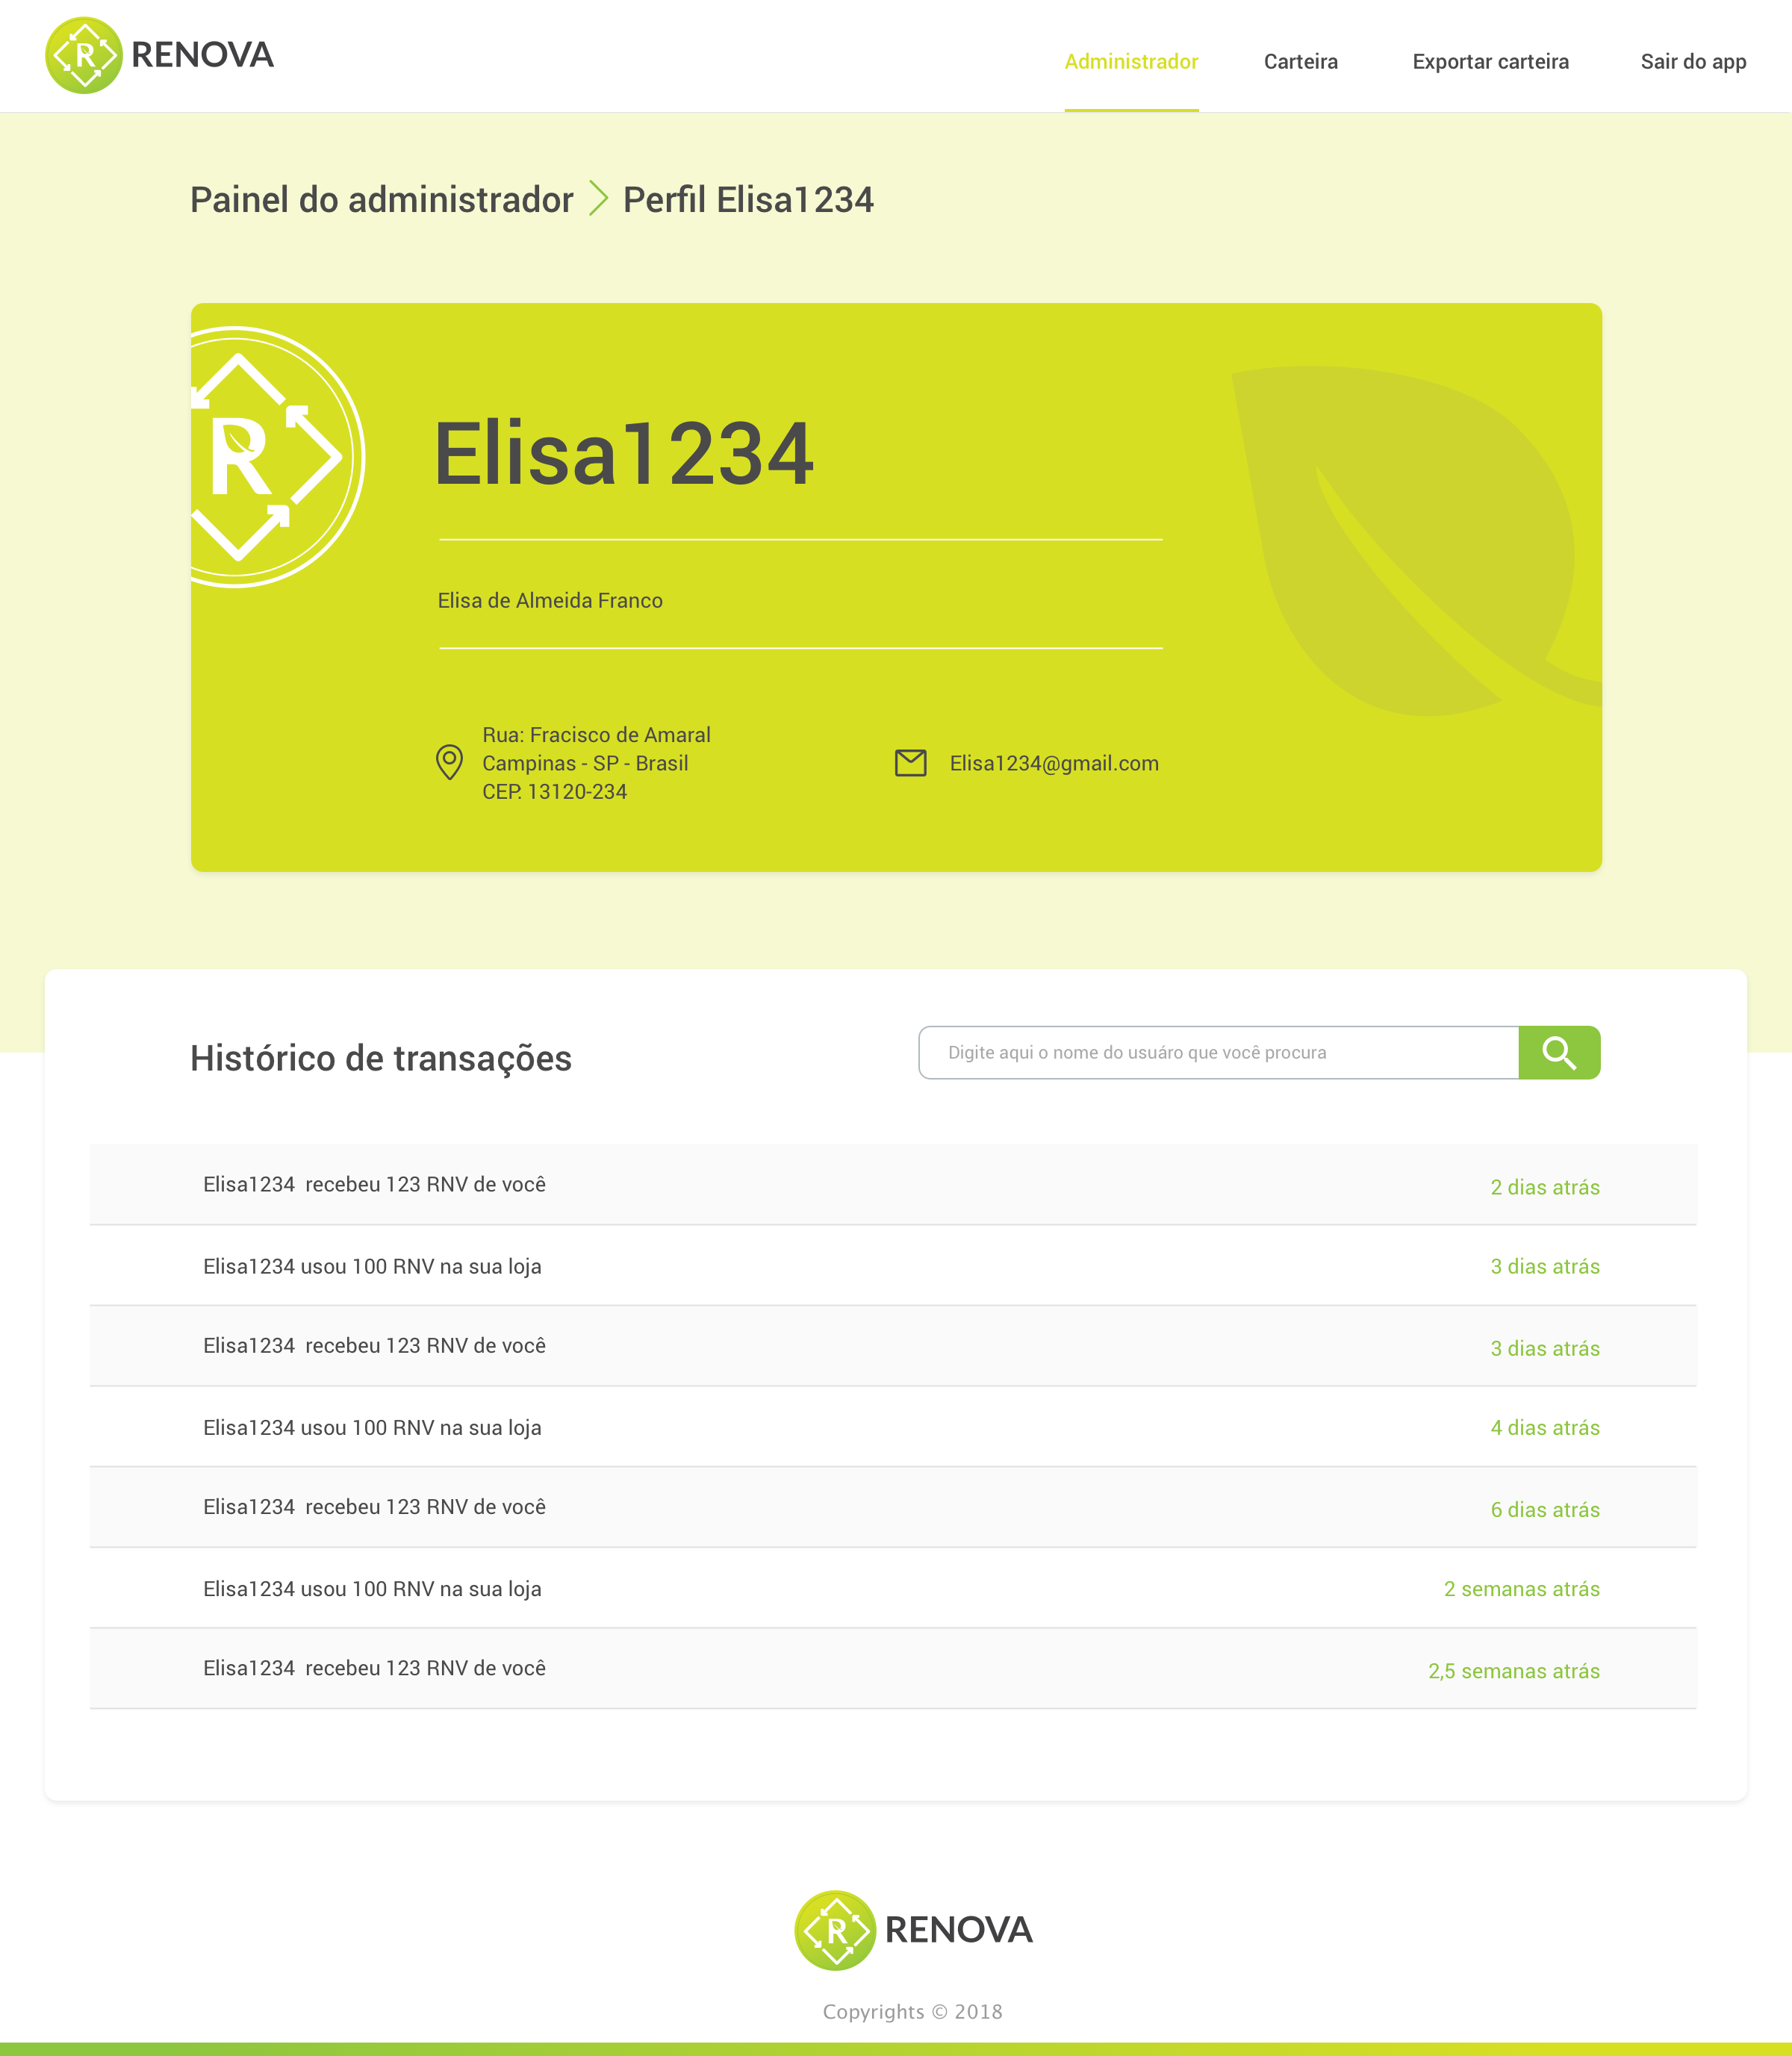 RENOVA
Administrador
Carteira
Exportar carteira
Sair do app
Painel do administrador
Perfil Elisa1234
R
Elisa1234
Elisa de Almeida Franco
Rua: Fracisco de Amaral
Campinas - SP - Brasil
CEP. 13120-234
Elisa1234@gmail.com
Histórico de transações
Digite aqui o nome do usuáro que você procura
Elisa1234  recebeu 123 RNV de você
2 dias atrás
Elisa1234 usou 100 RNV na sua loja
3 dias atrás
Elisa1234  recebeu 123 RNV de você
3 dias atrás
Elisa1234 usou 100 RNV na sua loja
4 dias atrás
Elisa1234  recebeu 123 RNV de você
6 dias atrás
Elisa1234 usou 100 RNV na sua loja
2 semanas atrás
Elisa1234  recebeu 123 RNV de você
2,5 semanas atrás
RENOVA
Copyrights © 2018